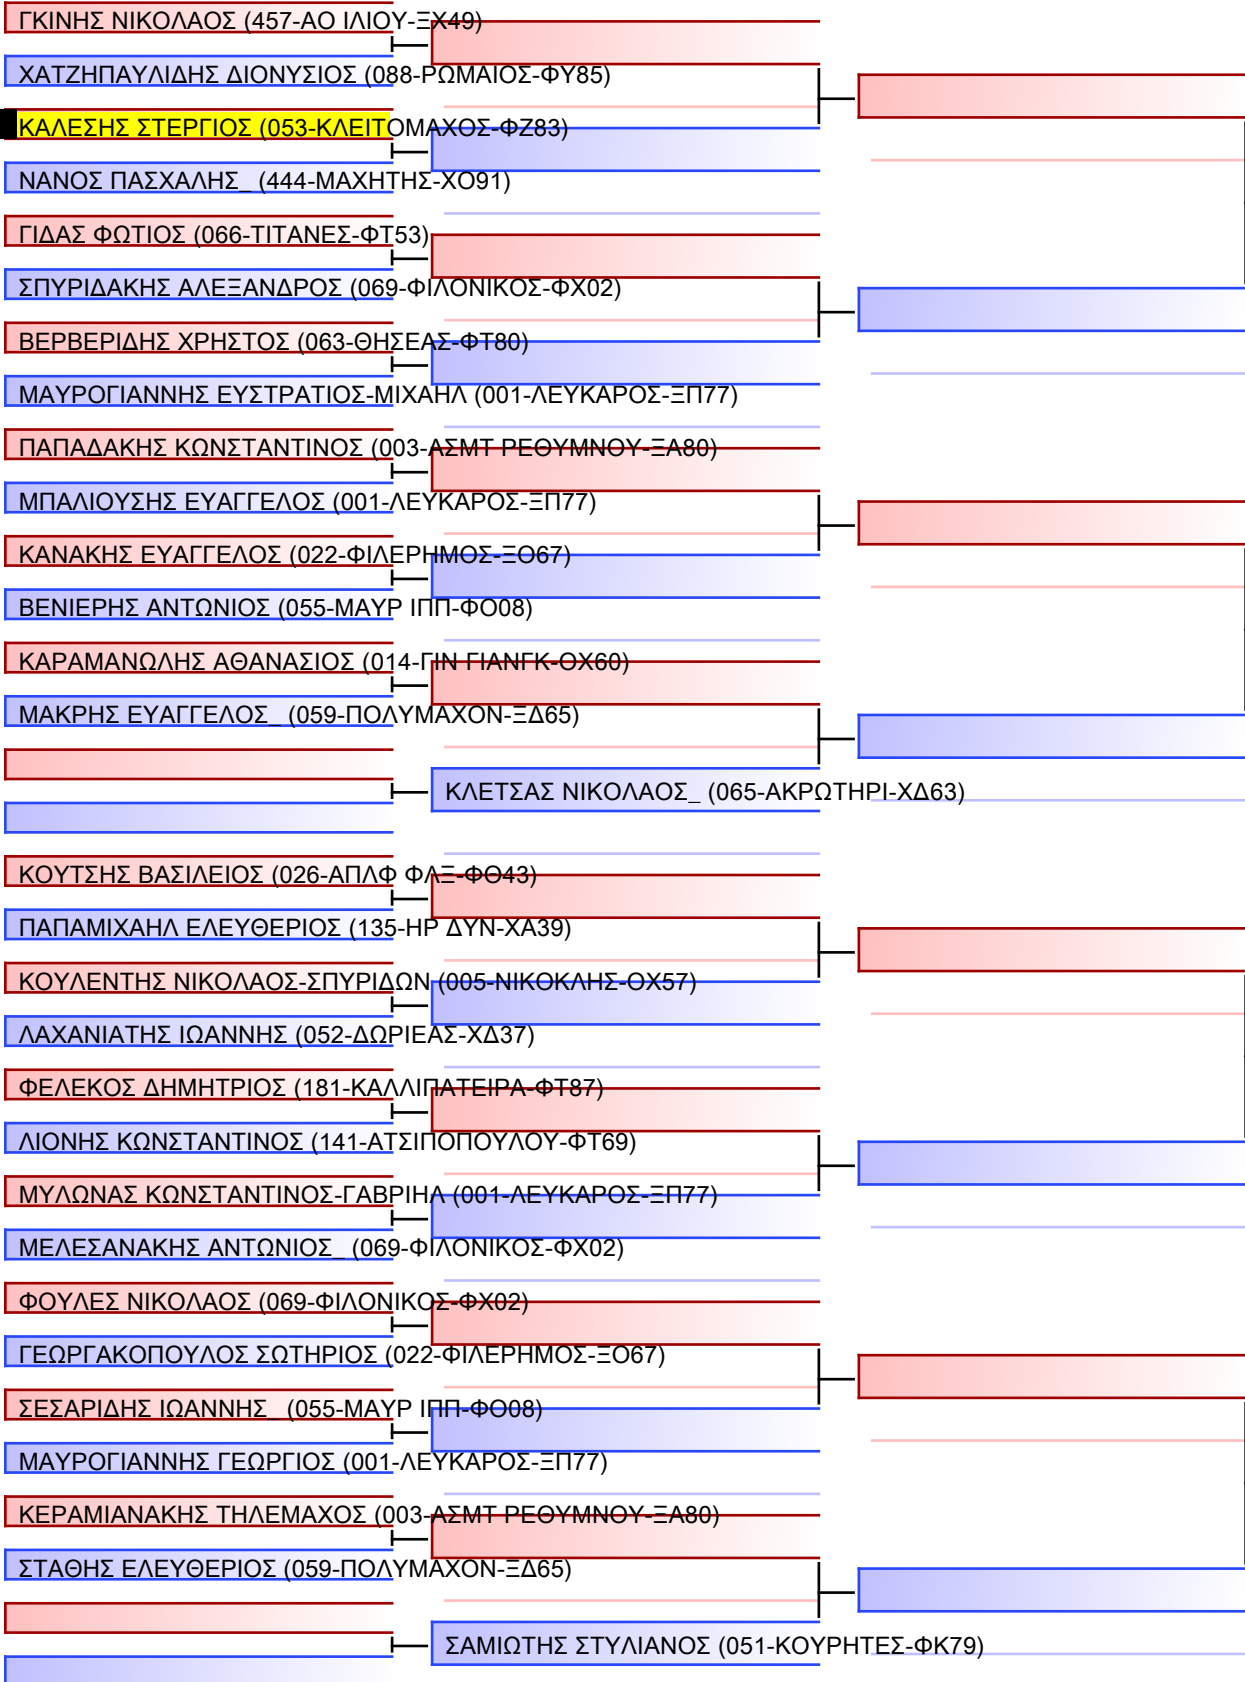 ΓΚΙΝΗΣ ΝΙΚΟΛΑΟΣ (457-ΑΟ ΙΛΙΟΥ-ΞΧ49)
ΧΑΤΖΗΠΑΥΛΙΔΗΣ ΔΙΟΝΥΣΙΟΣ (088-ΡΩΜΑΙΟΣ-ΦΥ85)
ΚΑΛΕΣΗΣ ΣΤΕΡΓΙΟΣ (053-ΚΛΕΙΤΟΜΑΧΟΣ-ΦΖ83)
ΝΑΝΟΣ ΠΑΣΧΑΛΗΣ_ (444-ΜΑΧΗΤΗΣ-ΧΟ91)
ΓΙΔΑΣ ΦΩΤΙΟΣ (066-ΤΙΤΑΝΕΣ-ΦΤ53)
ΣΠΥΡΙΔΑΚΗΣ ΑΛΕΞΑΝΔΡΟΣ (069-ΦΙΛΟΝΙΚΟΣ-ΦΧ02)
ΒΕΡΒΕΡΙΔΗΣ ΧΡΗΣΤΟΣ (063-ΘΗΣΕΑΣ-ΦΤ80)
ΜΑΥΡΟΓΙΑΝΝΗΣ ΕΥΣΤΡΑΤΙΟΣ-ΜΙΧΑΗΛ (001-ΛΕΥΚΑΡΟΣ-ΞΠ77)
ΠΑΠΑΔΑΚΗΣ ΚΩΝΣΤΑΝΤΙΝΟΣ (003-ΑΣΜΤ ΡΕΘΥΜΝΟΥ-ΞΑ80)
ΜΠΑΛΙΟΥΣΗΣ ΕΥΑΓΓΕΛΟΣ (001-ΛΕΥΚΑΡΟΣ-ΞΠ77)
ΚΑΝΑΚΗΣ ΕΥΑΓΓΕΛΟΣ (022-ΦΙΛΕΡΗΜΟΣ-ΞΟ67)
ΒΕΝΙΕΡΗΣ ΑΝΤΩΝΙΟΣ (055-ΜΑΥΡ ΙΠΠ-ΦΟ08)
ΚΑΡΑΜΑΝΩΛΗΣ ΑΘΑΝΑΣΙΟΣ (014-ΓΙΝ ΓΙΑΝΓΚ-ΟΧ60)
ΜΑΚΡΗΣ ΕΥΑΓΓΕΛΟΣ_ (059-ΠΟΛΥΜΑΧΟΝ-ΞΔ65)
ΚΛΕΤΣΑΣ ΝΙΚΟΛΑΟΣ_ (065-ΑΚΡΩΤΗΡΙ-ΧΔ63)
ΚΟΥΤΣΗΣ ΒΑΣΙΛΕΙΟΣ (026-ΑΠΛΦ ΦΛΞ-ΦΘ43)
ΠΑΠΑΜΙΧΑΗΛ ΕΛΕΥΘΕΡΙΟΣ (135-ΗΡ ΔΥΝ-ΧΑ39)
ΚΟΥΛΕΝΤΗΣ ΝΙΚΟΛΑΟΣ-ΣΠΥΡΙΔΩΝ (005-ΝΙΚΟΚΛΗΣ-ΟΧ57)
ΛΑΧΑΝΙΑΤΗΣ ΙΩΑΝΝΗΣ (052-ΔΩΡΙΕΑΣ-ΧΔ37)
ΦΕΛΕΚΟΣ ΔΗΜΗΤΡΙΟΣ (181-ΚΑΛΛΙΠΑΤΕΙΡΑ-ΦΤ87)
ΛΙΟΝΗΣ ΚΩΝΣΤΑΝΤΙΝΟΣ (141-ΑΤΣΙΠΟΠΟΥΛΟΥ-ΦΤ69)
ΜΥΛΩΝΑΣ ΚΩΝΣΤΑΝΤΙΝΟΣ-ΓΑΒΡΙΗΛ (001-ΛΕΥΚΑΡΟΣ-ΞΠ77)
ΜΕΛΕΣΑΝΑΚΗΣ ΑΝΤΩΝΙΟΣ_ (069-ΦΙΛΟΝΙΚΟΣ-ΦΧ02)
ΦΟΥΛΕΣ ΝΙΚΟΛΑΟΣ (069-ΦΙΛΟΝΙΚΟΣ-ΦΧ02)
ΓΕΩΡΓΑΚΟΠΟΥΛΟΣ ΣΩΤΗΡΙΟΣ (022-ΦΙΛΕΡΗΜΟΣ-ΞΟ67)
ΣΕΣΑΡΙΔΗΣ ΙΩΑΝΝΗΣ_ (055-ΜΑΥΡ ΙΠΠ-ΦΟ08)
ΜΑΥΡΟΓΙΑΝΝΗΣ ΓΕΩΡΓΙΟΣ (001-ΛΕΥΚΑΡΟΣ-ΞΠ77)
ΚΕΡΑΜΙΑΝΑΚΗΣ ΤΗΛΕΜΑΧΟΣ (003-ΑΣΜΤ ΡΕΘΥΜΝΟΥ-ΞΑ80)
ΣΤΑΘΗΣ ΕΛΕΥΘΕΡΙΟΣ (059-ΠΟΛΥΜΑΧΟΝ-ΞΔ65)
ΣΑΜΙΩΤΗΣ ΣΤΥΛΙΑΝΟΣ (051-ΚΟΥΡΗΤΕΣ-ΦΚ79)